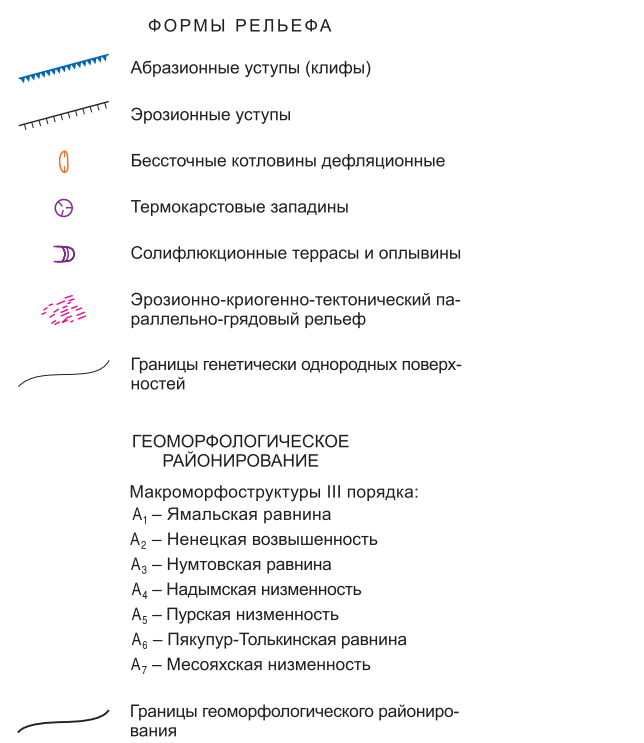 ФОРМЫ РЕЛЬЕФА
Абразионные уступы (клифы)
Эрозионные уступы
Бессточные котловины дефляционные
Термокарстовые западины
Солифлюкционные террасы и оплывины
Эрозионно-криогенно-тектонический па-
раллельно-грядовый рельеф
Границы генетически однородных поверх-
ностей
ГЕОМОРФОЛОГИЧЕСКОЕ
РАЙОНИРОВАНИЕ
Макроморфоструктуры III порядка:
А₁ – Ямальская равнина
А₂ – Ненецкая возвышенность
А₃ – Нумтовская равнина
А₄ – Надымская низменность
А₅ – Пурская низменность
А₆ – Пякупур-Толькинская равнина
А₇ – Месояхская низменность
Границы геоморфологического райониро-
вания